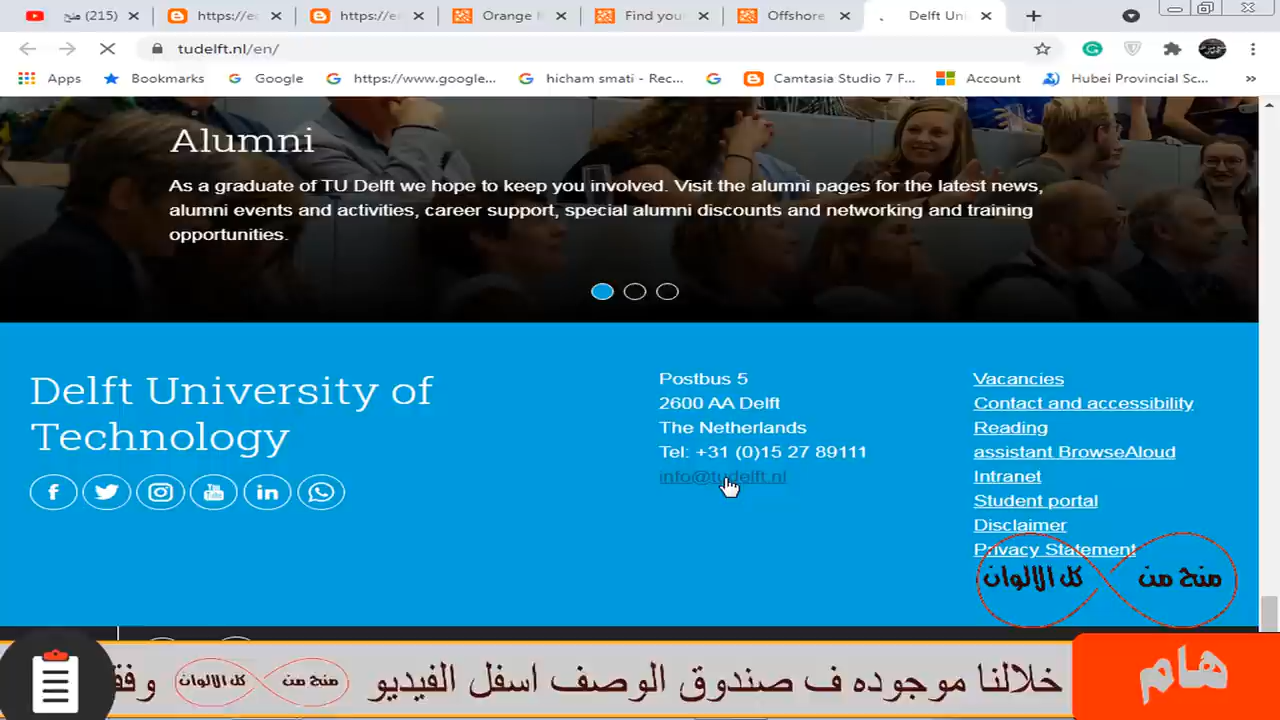 (215) منح
https://e
https://e
Orange
Find you
Offshore
Delft Uni
tudelft.nl/en/
Apps
Bookmarks
Google
https://www.google...
hicham smati - Rec...
Camtasia Studio 7 F...
Account
Hubei Provincial Sc...
»
Alumni
As a graduate of TU Delft we hope to keep you involved. Visit the alumni pages for the latest news,
alumni events and activities, career support, special alumni discounts and networking and training
opportunities.
Delft University of
Technology
Postbus 5
2600 AA Delft
The Netherlands
Tel: +31 (0)15 27 89111
info@tudelft.nl
Vacancies
Contact and accessibility
Reading
assistant BrowseAloud
Intranet
Student portal
Disclaimer
Privacy Statement
منح من كل الالوان
هام
خلالنا موجوده ف صندوق الوصف اسفل الفيديو
منح من كل الالوان
وفق